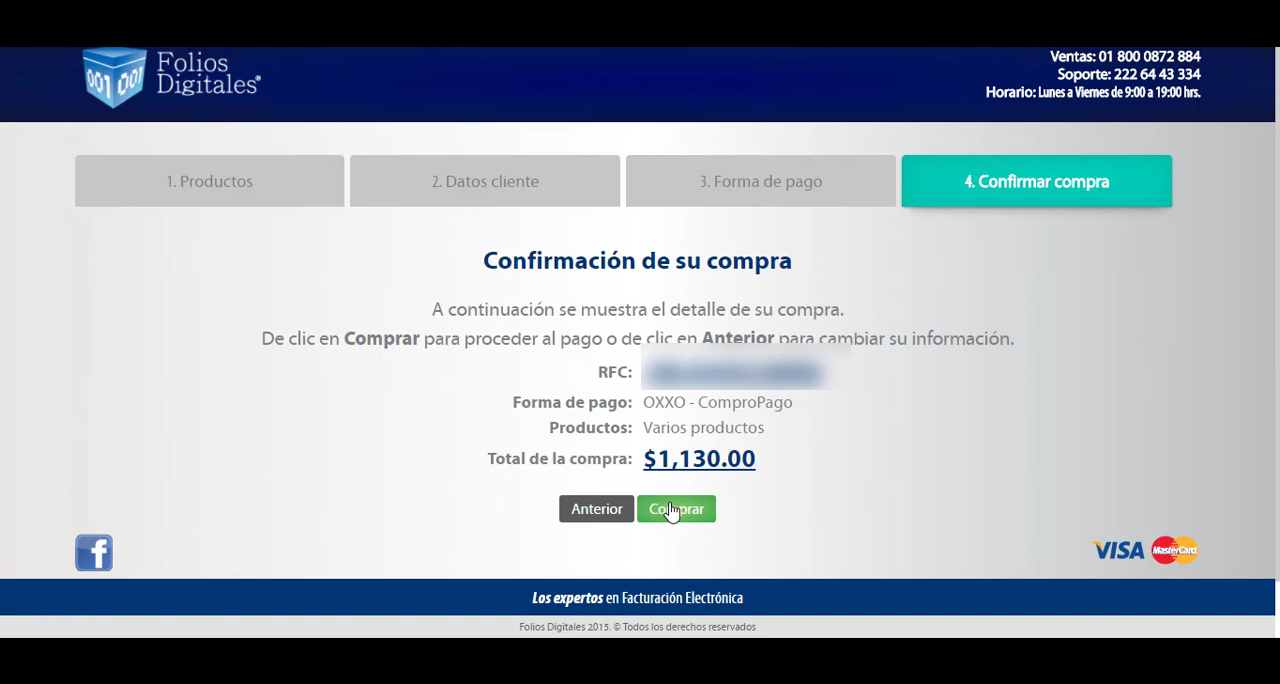 001 001
Folios
Digitales®
Ventas: 01 800 0872 884
Soporte: 222 64 43 334
Horario: Lunes a Viernes de 9:00 a 19:00 hrs.
1. Productos
2. Datos cliente
3. Forma de pago
4. Confirmar compra
Confirmación de su compra
A continuación se muestra el detalle de su compra.
De clic en Comprar para proceder al pago o de clic en Anterior para cambiar su información.
RFC:
Forma de pago: OXXO - ComproPago
Productos: Varios productos
Total de la compra: $1,130.00
Anterior
Comprar
f
VISA
MasterCard
Los expertos en Facturación Electrónica
Folios Digitales 2015. © Todos los derechos reservados